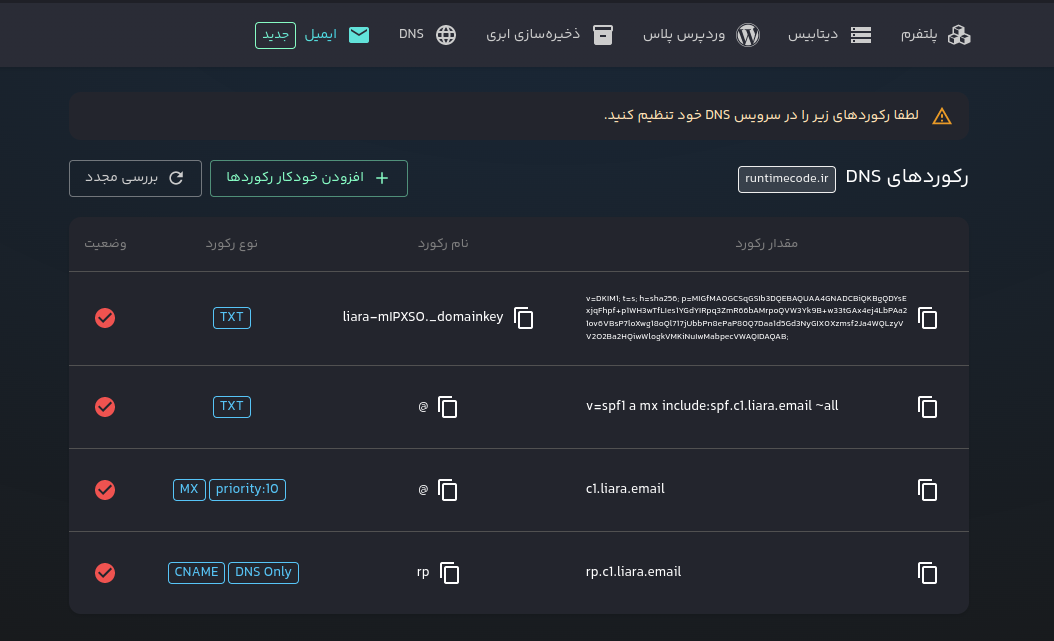 پلتفرم
دیتابیس
وردپرس پلاس
ذخیره‌سازی ابری
DNS
ایمیل
جدید
لطفا رکوردهای زیر را در سرویس DNS خود تنظیم کنید.
رکوردهای DNS
runtimecode.ir
افزودن خودکار رکوردها
بررسی مجدد
مقدار رکورد
نام رکورد
نوع رکورد
وضعیت
v=DKIM1; t=s; h=sha256;
liara-mIPXSO._domainkey
TXT
v=spf1 a mx include:spf.c1.liara.email ~all
@
TXT
c1.liara.email
@
MX
priority:10
rp.c1.liara.email
rp
CNAME
DNS Only